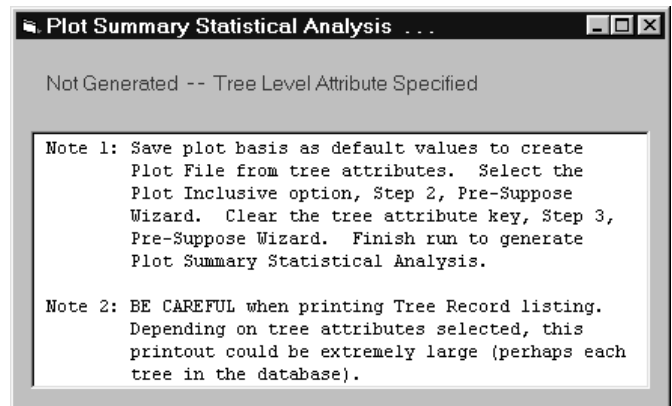 Plot Summary Statistical Analysis ...
Not Generated -- Tree Level Attribute Specified
Note 1: Save plot basis as default values to create
Plot File from tree attributes. Select the
Plot Inclusive option, Step 2, Pre-Suppose
Wizard. Clear the tree attribute key, Step 3,
Pre-Suppose Wizard. Finish run to generate
Plot Summary Statistical Analysis.
Note 2: BE CAREFUL when printing Tree Record listing.
Depending on tree attributes selected, this
printout could be extremely large (perhaps each
tree in the database).